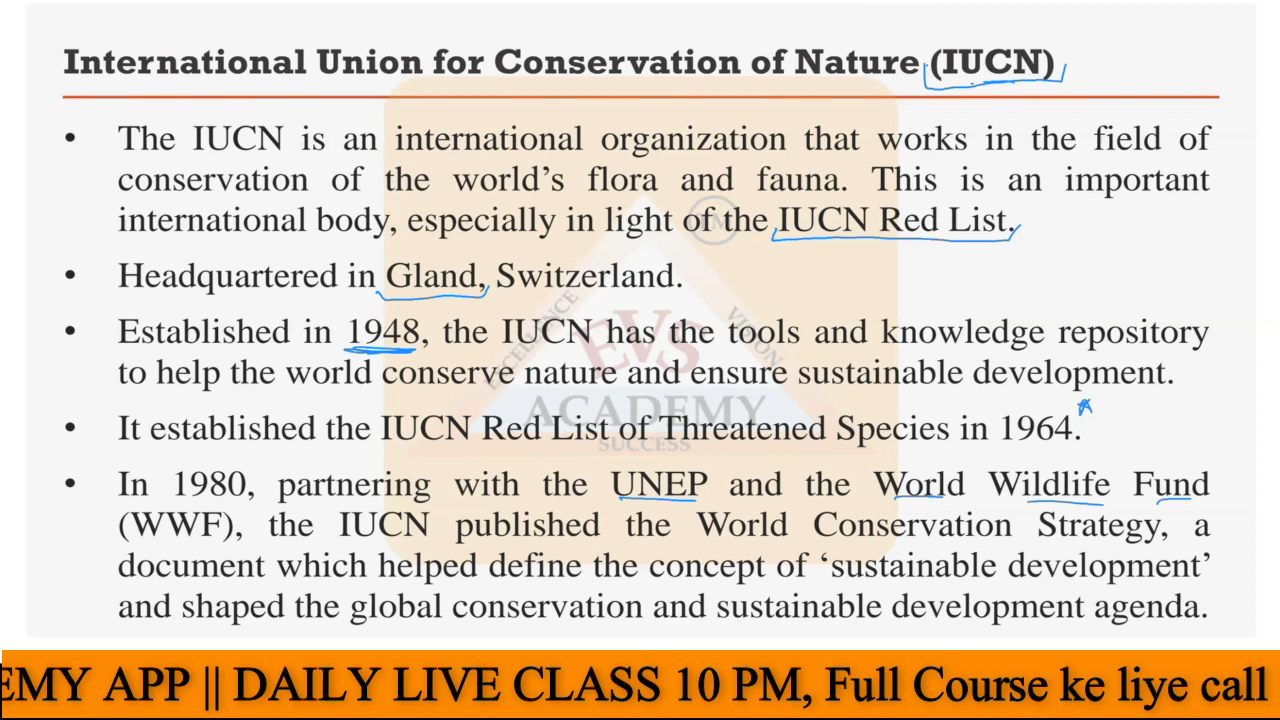 International Union for Conservation of Nature (IUCN)
• The IUCN is an international organization that works in the field of
conservation of the world's flora and fauna. This is an important
international body, especially in light of the IUCN Red List.
• Headquartered in Gland, Switzerland.
• Established in 1948, the IUCN has the tools and knowledge repository
to help the world conserve nature and ensure sustainable development.
• It established the IUCN Red List of Threatened Species in 1964.
• In 1980, partnering with the UNEP and the World Wildlife Fund
(WWF), the IUCN published the World Conservation Strategy, a
document which helped define the concept of ‘sustainable development’
and shaped the global conservation and sustainable development agenda.
TM
EXCELLENCE
VISION
EVS
ACADEMY
SUCCESS
EMY APP || DAILY LIVE CLASS 10 PM, Full Course ke liye call